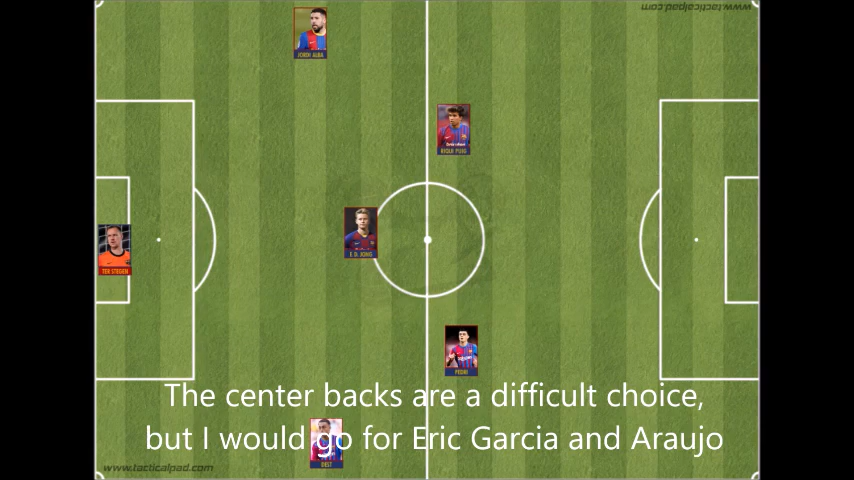 www.tacticalpad.com
JORDI ALBA
RIQUI PUIG
F. D. JONG
TER STEGEN
PEDRI
The center backs are a difficult choice,
but I would go for Eric Garcia and Araujo
DEST
www.tacticalpad.com